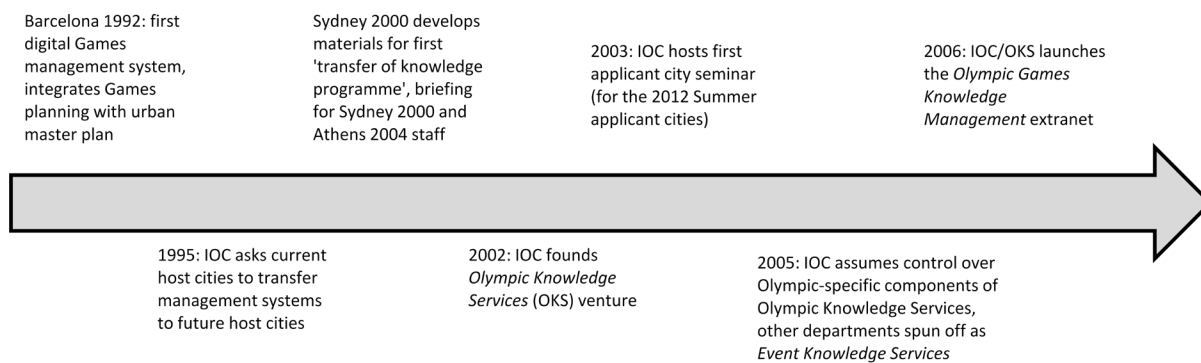 Barcelona 1992: first
digital Games
management system,
integrates Games
planning with urban
master plan
Sydney 2000 develops
materials for first
'transfer of knowledge
programme', briefing
for Sydney 2000 and
Athens 2004 staff
2003: IOC hosts first
applicant city seminar
(for the 2012 Summer
applicant cities)
2006: IOC/OKS launches
the Olympic Games
Knowledge
Management extranet
1995: IOC asks current
host cities to transfer
management systems
to future host cities
2002: IOC founds
Olympic Knowledge
Services (OKS) venture
2005: IOC assumes control over
Olympic-specific components of
Olympic Knowledge Services,
other departments spun off as
Event Knowledge Services